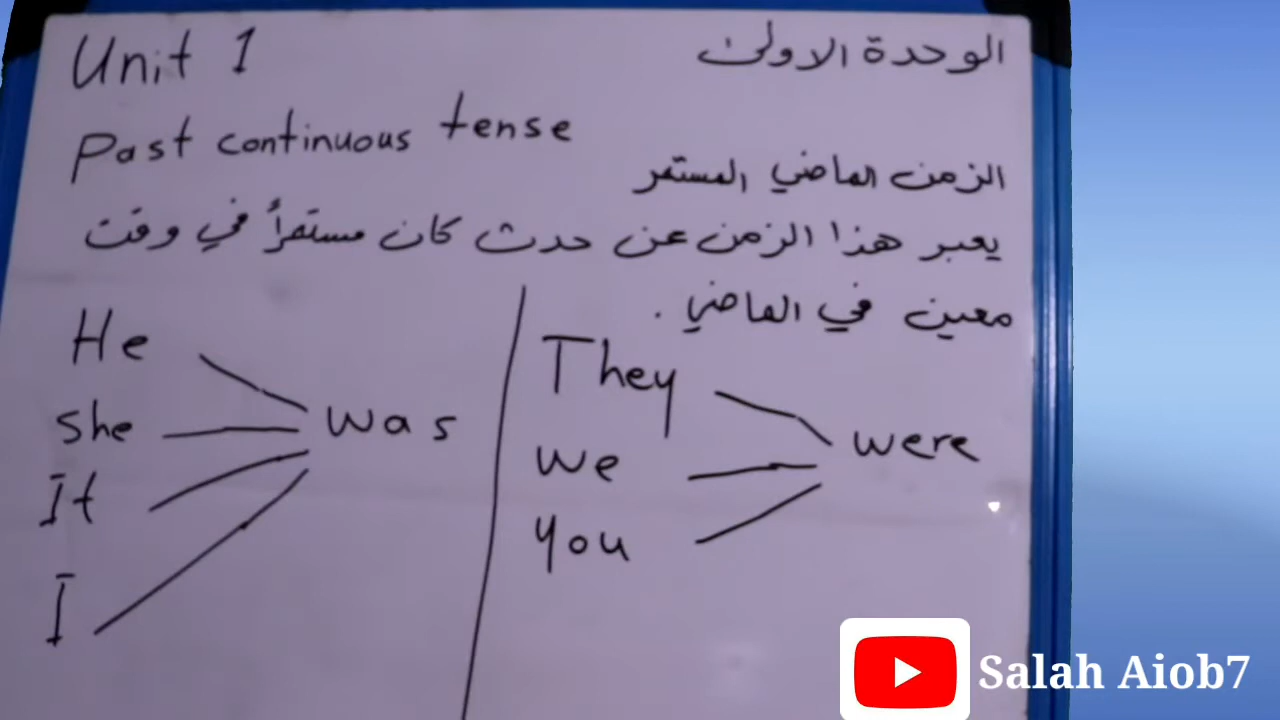 Unit 1
الوحدة الاولى
Past continuous tense
الزمن الماضي المستمر
يعبر هذا الزمن عن حدث كان مستمراً في وقت
معين في الماضي .
He
she
It
I
was
They
we
you
were
Salah Aiob7